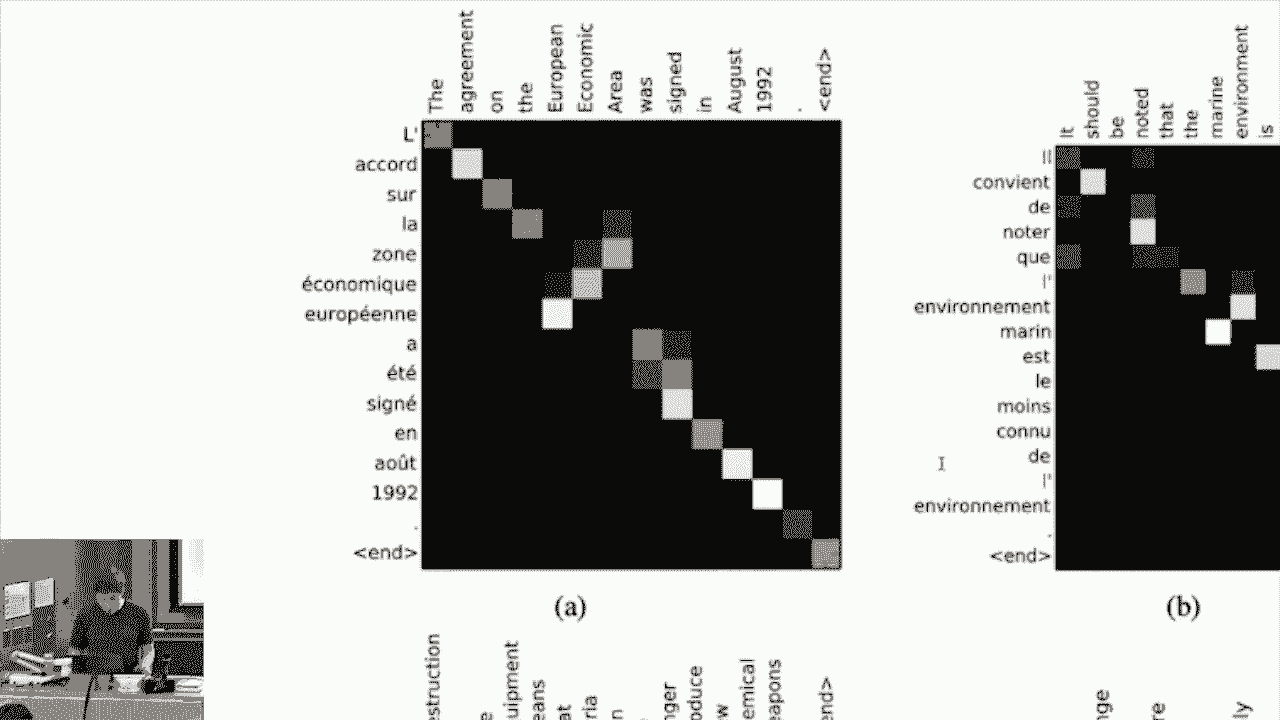 The
agreement
on
the
European
Economic
Area
was
signed
in
August
1992
.
<end>
L'
accord
sur
la
zone
économique
européenne
a
été
signé
en
août
1992
.
<end>
(a)
It
should
be
noted
that
the
marine
environment
is
Il
convient
de
noter
que
l'
environnement
marin
est
le
moins
connu
de
l'
environnement
.
<end>
(b)